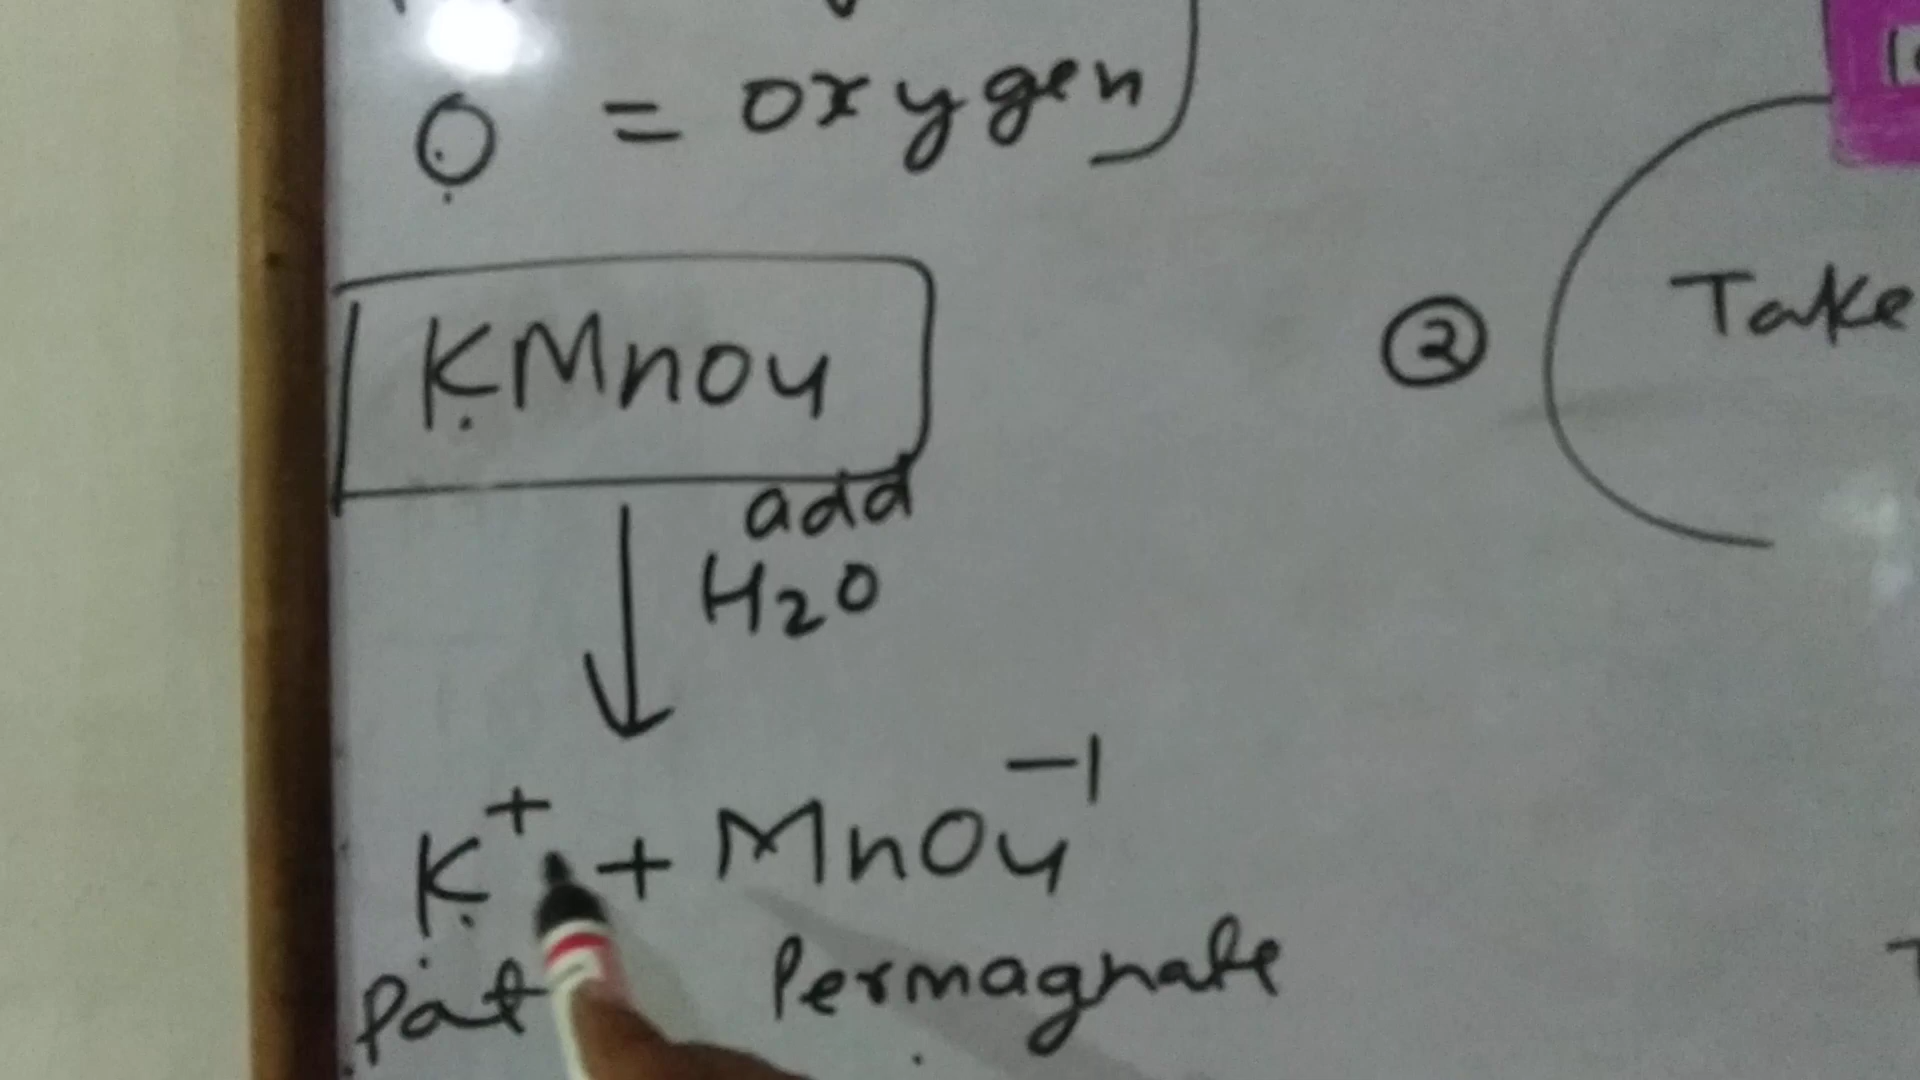 O = oxygen
KMnO4
add
H2O
K+ + MnO4-1
Pot Permagnate
②
Take